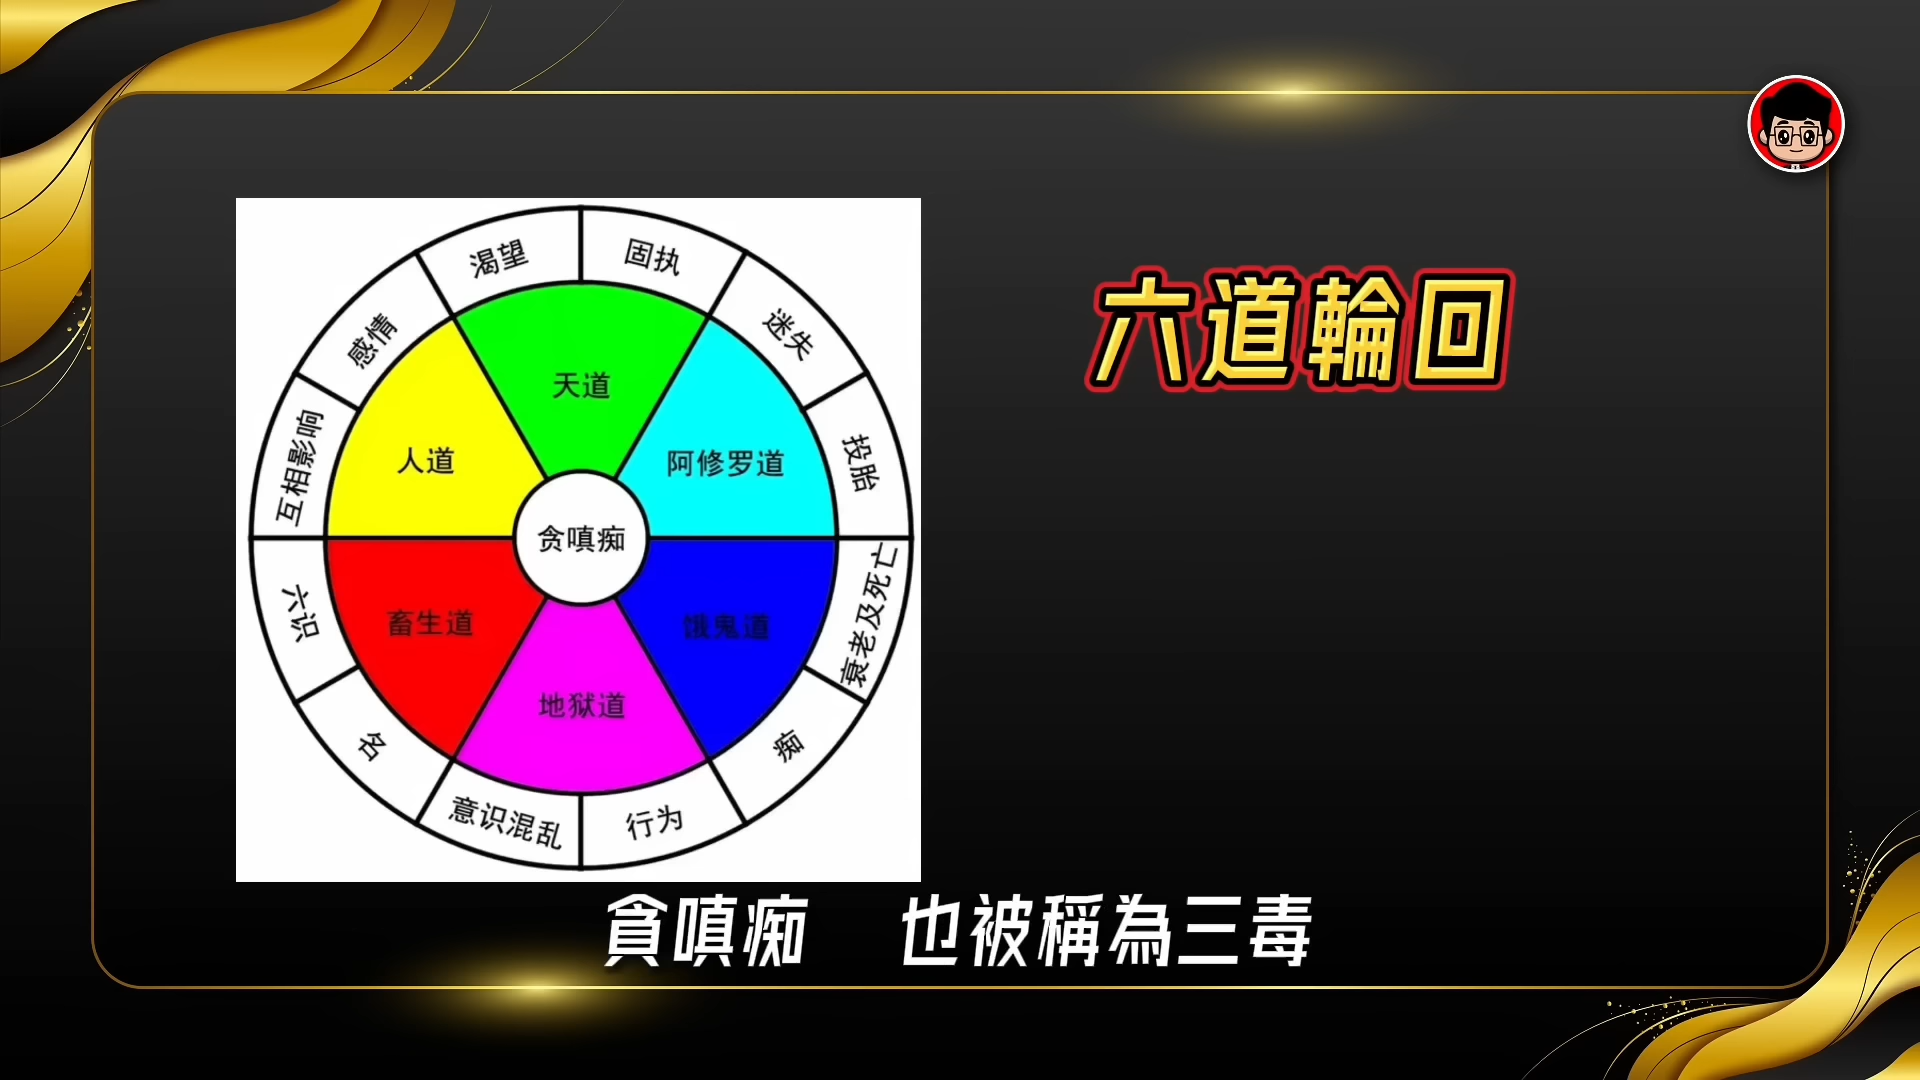 六道輪回
渴望
固执
迷失
投胎
衰老及死亡
痴
行为
意识混乱
名
六识
互相影响
感情
天道
阿修罗道
饿鬼道
地狱道
畜生道
人道
贪嗔痴
貪嗔痴 也被稱為三毒